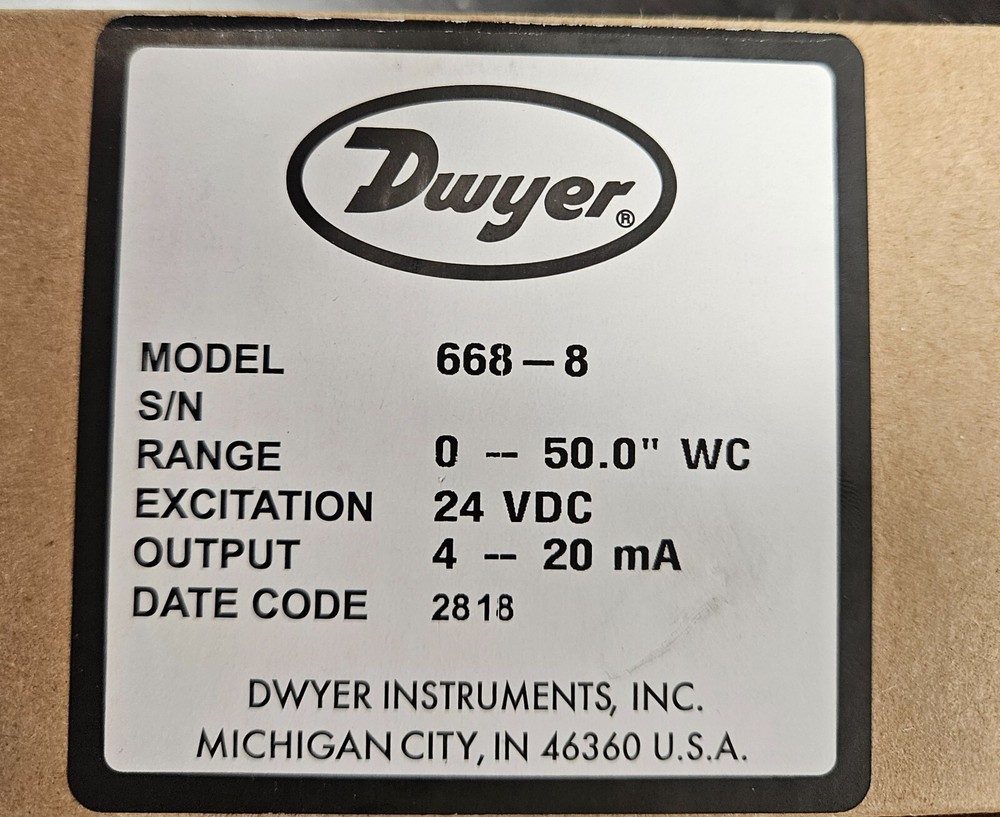 Dwyer®
MODEL 668-8
S/N
RANGE 0 -- 50.0" WC
EXCITATION 24 VDC
OUTPUT 4 -- 20 mA
DATE CODE 2818
DWYER INSTRUMENTS, INC.
MICHIGAN CITY, IN 46360 U.S.A.